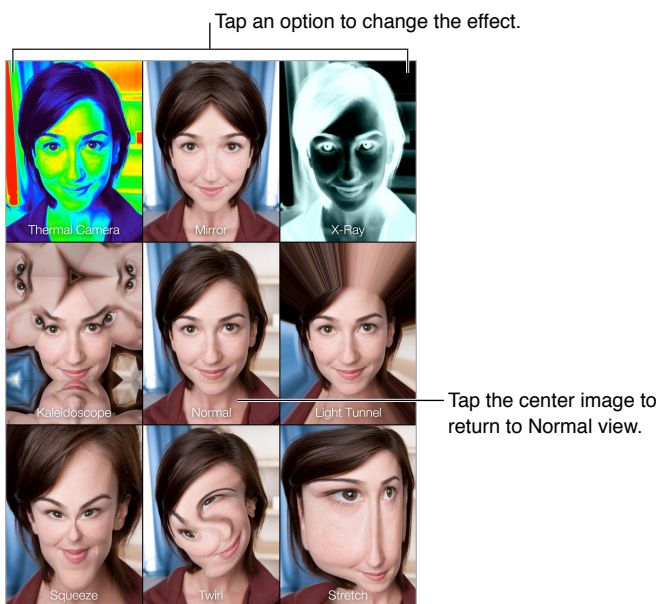 Tap an option to change the effect.
Thermal Camera
Mirror
X-Ray
Kaleidoscope
Normal
Light Tunnel
Tap the center image to
return to Normal view.
Squeeze
Twirl
Stretch